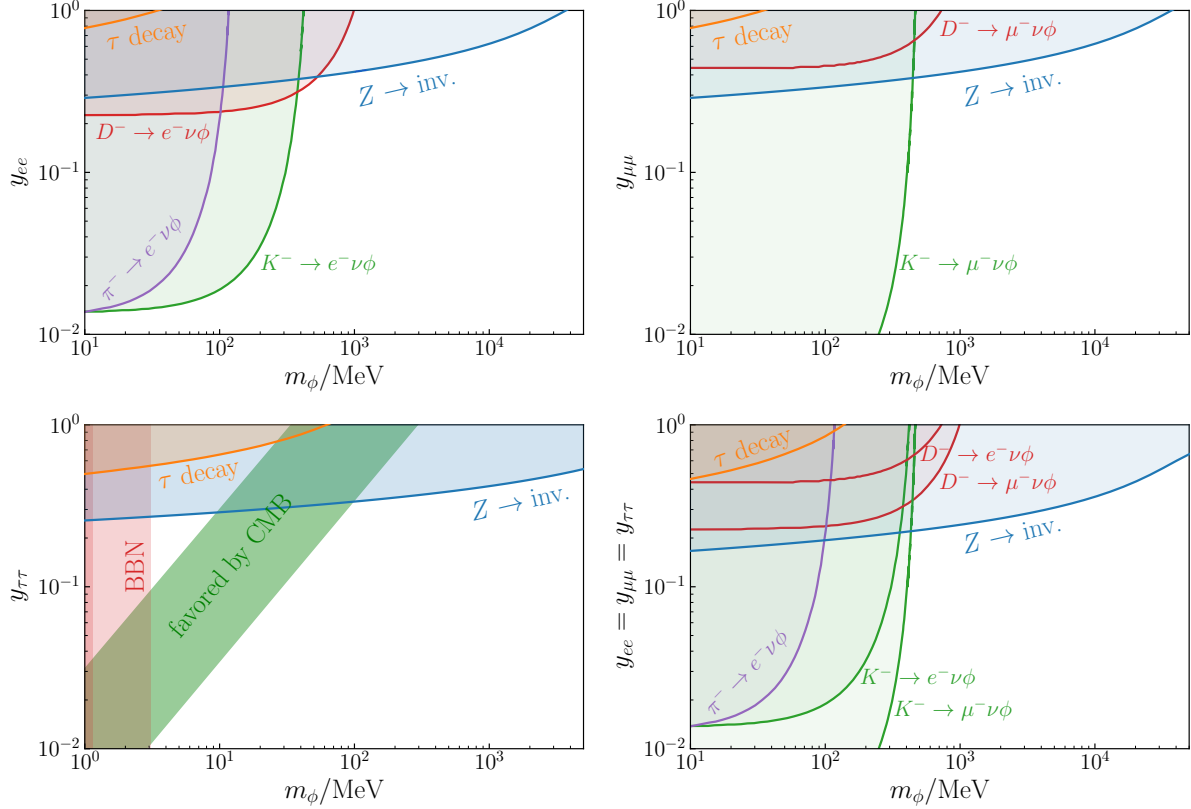 10⁰
10⁻¹
10⁻²
y_ee
τ decay
Z → inv.
D⁻ → e⁻νϕ
π⁻ → e⁻νϕ
K⁻ → e⁻νϕ
10¹
10²
10³
10⁴
m_ϕ/MeV
10⁰
10⁻¹
10⁻²
y_μμ
τ decay
D⁻ → μ⁻νϕ
Z → inv.
K⁻ → μ⁻νϕ
10¹
10²
10³
10⁴
m_ϕ/MeV
10⁰
10⁻¹
10⁻²
y_ττ
τ decay
Z → inv.
BBN
favored by CMB
10⁰
10¹
10²
10³
m_ϕ/MeV
10⁰
10⁻¹
10⁻²
y_ee = y_μμ = y_ττ
τ decay
D⁻ → e⁻νϕ
D⁻ → μ⁻νϕ
Z → inv.
π⁻ → e⁻νϕ
K⁻ → e⁻νϕ
K⁻ → μ⁻νϕ
10¹
10²
10³
10⁴
m_ϕ/MeV